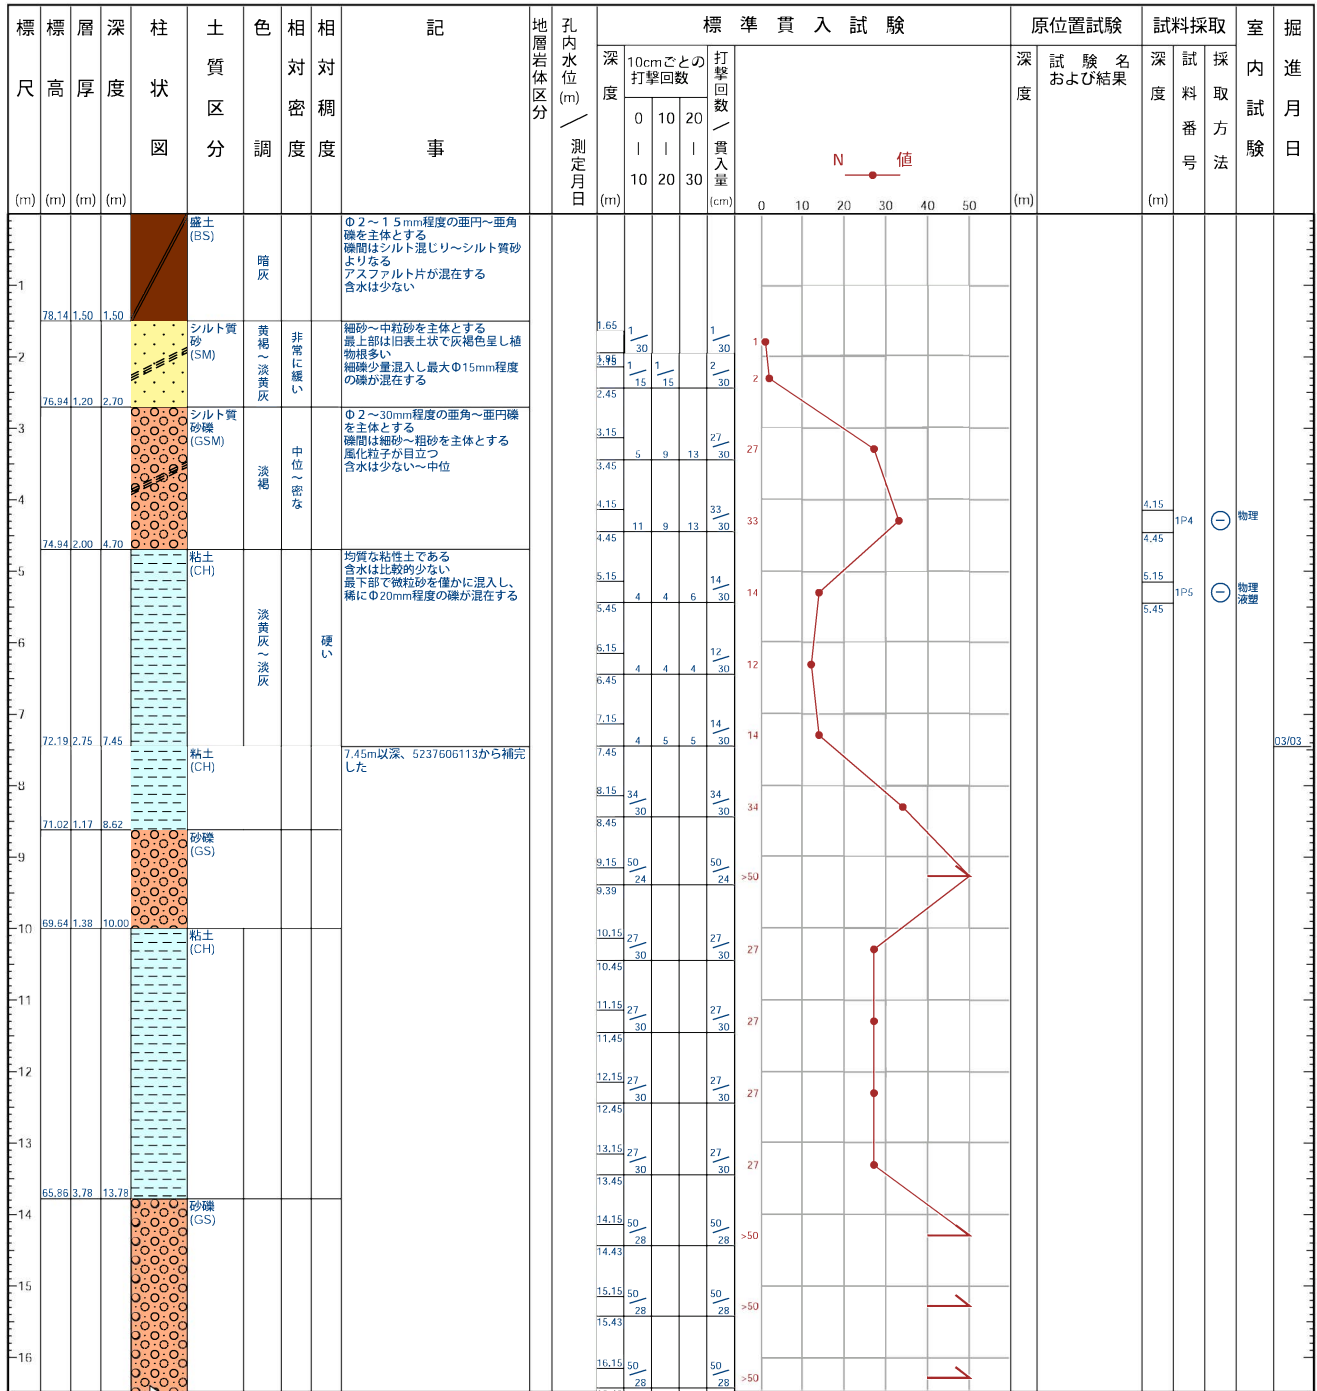 標尺 (m)
標高 (m)
層厚 (m)
深度 (m)
柱状図
土質区分
色調
相対密度
相対稠度
記事
地層岩体区分
孔内水位(m)／測定月日
標準貫入試験
深度 (m)
10cmごとの
打撃回数
0 | 10
10 | 20
20 | 30
打撃回数／貫入量 (cm)
N 値
0 10 20 30 40 50
原位置試験
深度 (m)
試験名
および結果
試料採取
深度 (m)
試料番号
採取方法
室内試験
掘進月日
盛土
(BS)
暗灰
Φ2～15mm程度の亜円～亜角
礫を主体とする
礫間はシルト混じり～シルト質砂
よりなる
アスファルト片が混在する
含水は少ない
1
78.14 1.50 1.50
シルト質
砂
(SM)
黄褐～淡黄灰
非常に緩い
細砂～中粒砂を主体とする
最上部は旧表土状で灰褐色呈し植
物根多い
細礫少量混入し最大Φ15mm程度
の礫が混在する
1.65 1/30 1/30 1
1.95
2
2.15 1/15 1/15 2/30 2
2.45
76.94 1.20 2.70
シルト質
砂礫
(GSM)
淡褐
中位～密な
Φ2～30mm程度の亜角～亜円礫
を主体とする
礫間は細砂～粗砂を主体とする
風化粒子が目立つ
含水は少ない～中位
3
3.15 5 9 13 27/30 27
3.45
4
4.15 11 9 13 33/30 33
4.45
4.15 1P4 物理
4.45
74.94 2.00 4.70
粘土
(CH)
淡黄灰～淡灰
硬い
均質な粘性土である
含水は比較的少ない
最下部で微粒砂を僅かに混入し、
稀にΦ20mm程度の礫が混在する
5
5.15 4 4 6 14/30 14
5.45
5.15 1P5 物理
液塑
5.45
6
6.15 4 4 4 12/30 12
6.45
7
7.15 4 5 5 14/30 14
7.45
72.19 2.75 7.45
03/03
粘土
(CH)
7.45m以深、5237606113から補完
した
8
8.15 34/30 34/30 34
8.45
71.02 1.17 8.62
砂礫
(GS)
9
9.15 50/24 50/24 >50
9.39
69.64 1.38 10.00
10
粘土
(CH)
10.15 27/30 27/30 27
10.45
11
11.15 27/30 27/30 27
11.45
12
12.15 27/30 27/30 27
12.45
13
13.15 27/30 27/30 27
13.45
65.86 3.78 13.78
砂礫
(GS)
14
14.15 50/28 50/28 >50
14.43
15
15.15 50/28 50/28 >50
15.43
16
16.15 50/28 50/28 >50